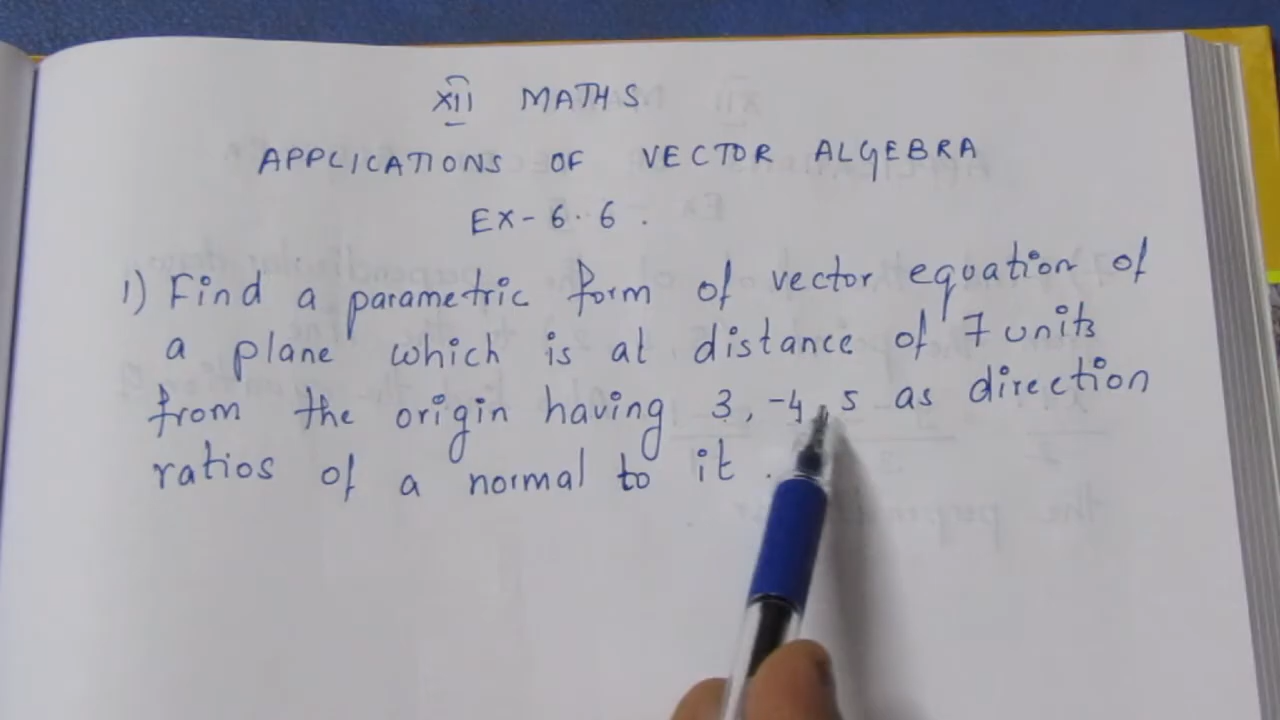 XII MATHS
APPLICATIONS OF VECTOR ALGEBRA
EX-6.6.
1) Find a parametric form of vector equation of
a plane which is at distance of 7 units
from the origin having 3, -4, 5 as direction
ratios of a normal to it.